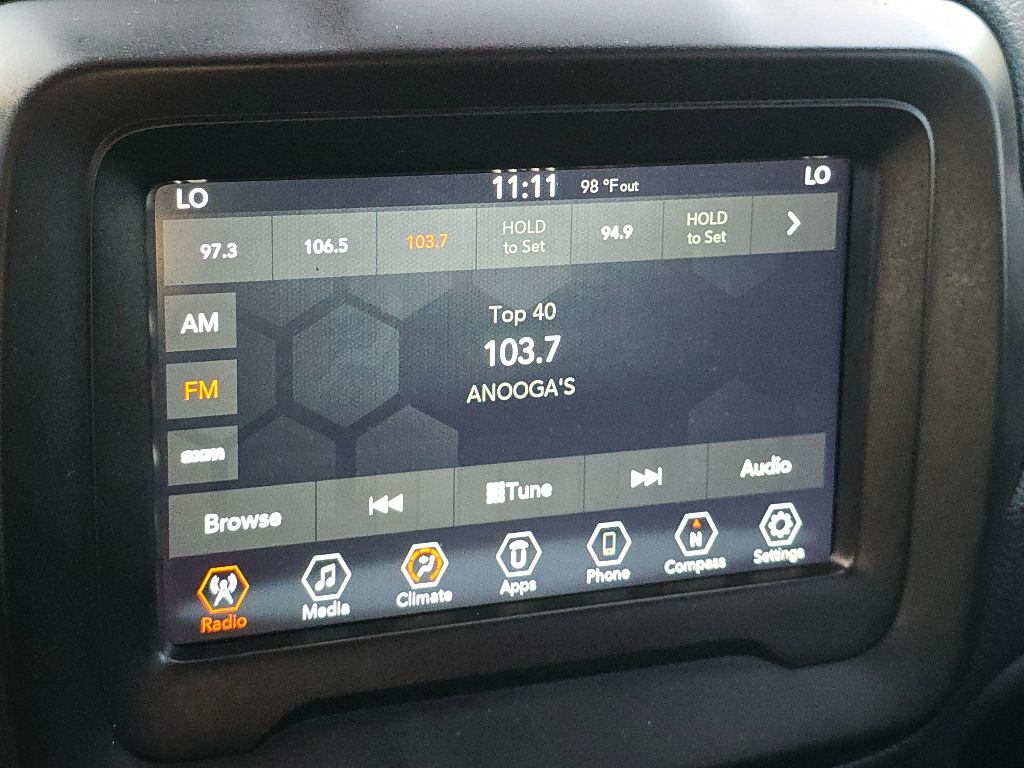 LO 11:11 98 °F out LO
97.3 106.5 103.7 HOLD to Set 94.9 HOLD to Set
AM
Top 40
103.7
FM
ANOOGA'S
sxm
Browse Tune Audio
Radio Media Climate Apps Phone N Compass Settings